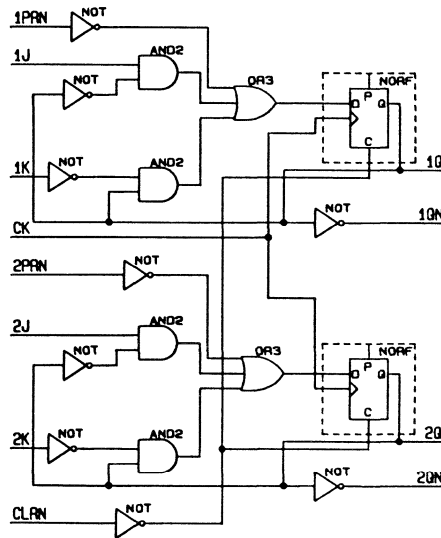 1PRN
NOT
1J
AND2
NOT
OR3
NORF
P
D
Q
C
1K
NOT
AND2
1Q
NOT
1QN
CK
2PRN
NOT
2J
AND2
NOT
OR3
NORF
P
D
Q
C
2K
NOT
AND2
2Q
NOT
2QN
CLRN
NOT